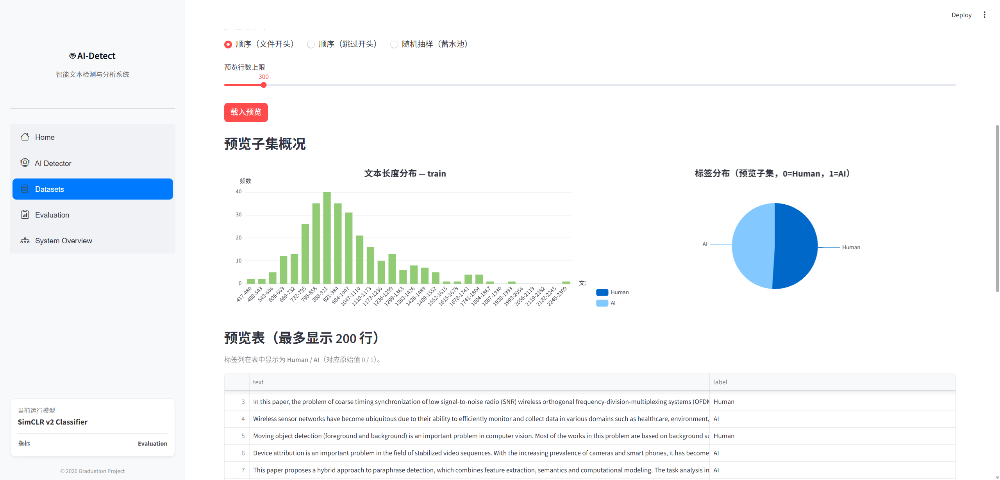 Deploy
AI-Detect
智能文本检测与分析系统
Home
AI Detector
Datasets
Evaluation
System Overview
当前运行模型
SimCLR v2 Classifier
指标 Evaluation
© 2026 Graduation Project
顺序（文件开头） 顺序（跳过开头） 随机抽样（蓄水池）
预览行数上限
300
载入预览
预览子集概况
文本长度分布 — train
频数
40
30
20
10
0
417-480 480-543 543-606 606-669 669-732 732-795 795-858 858-921 921-984 984-1047 1047-1110 1110-1173 1173-1236 1236-1299 1299-1363 1363-1426 1426-1489 1489-1552 1552-1615 1615-1678 1678-1741 1741-1804 1804-1867 1867-1930 1930-1993 1993-2056 2056-2119 2119-2182 2182-2245 2245-2309
文
标签分布（预览子集，0=Human，1=AI）
AI
Human
Human
AI
预览表（最多显示 200 行）
标签列在表中显示为 Human / AI（对应原始值 0 / 1）。
text label
3 In this paper, the problem of coarse timing synchronization of low signal-to-noise radio (SNR) wireless orthogonal frequency-division-multiplexing systems (OFDM Human
4 Wireless sensor networks have become ubiquitous due to their ability to efficiently monitor and collect data in various domains such as healthcare, environment, AI
5 Moving object detection (foreground and background) is an important problem in computer vision. Most of the works in this problem are based on background su Human
6 Device attribution is an important problem in the field of stabilized video sequences. With the increasing prevalence of cameras and smart phones, it has become AI
7 This paper proposes a hybrid approach to paraphrase detection, which combines feature extraction, semantics and computational modeling. The task analysis in AI